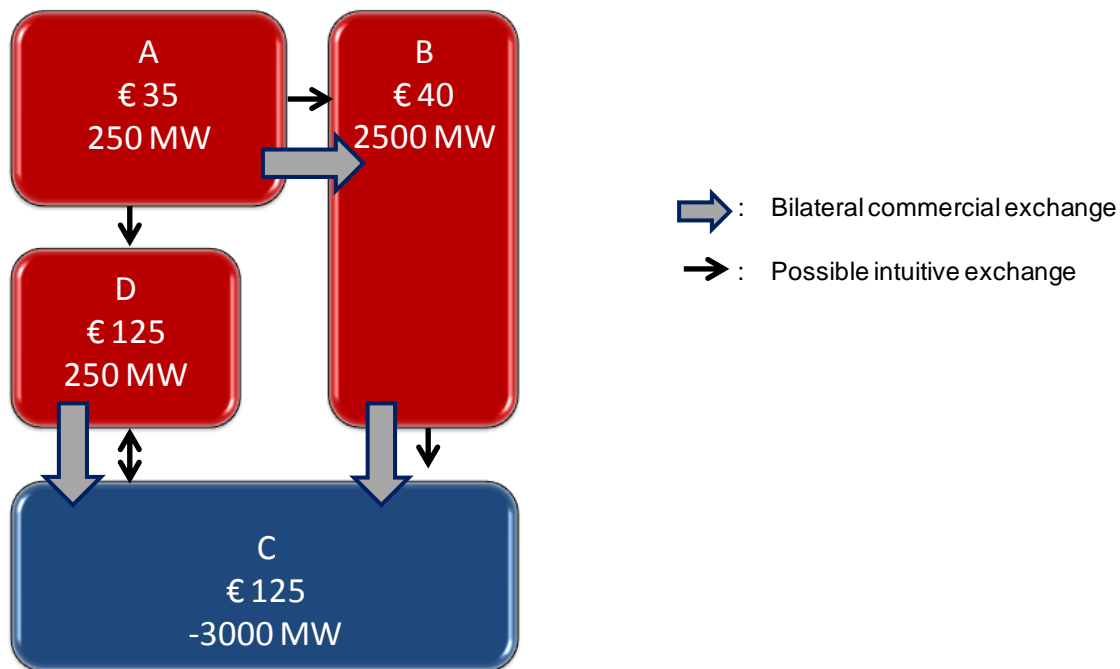 A
€ 35
250 MW
B
€ 40
2500 MW
D
€ 125
250 MW
C
€ 125
-3000 MW
: Bilateral commercial exchange
: Possible intuitive exchange